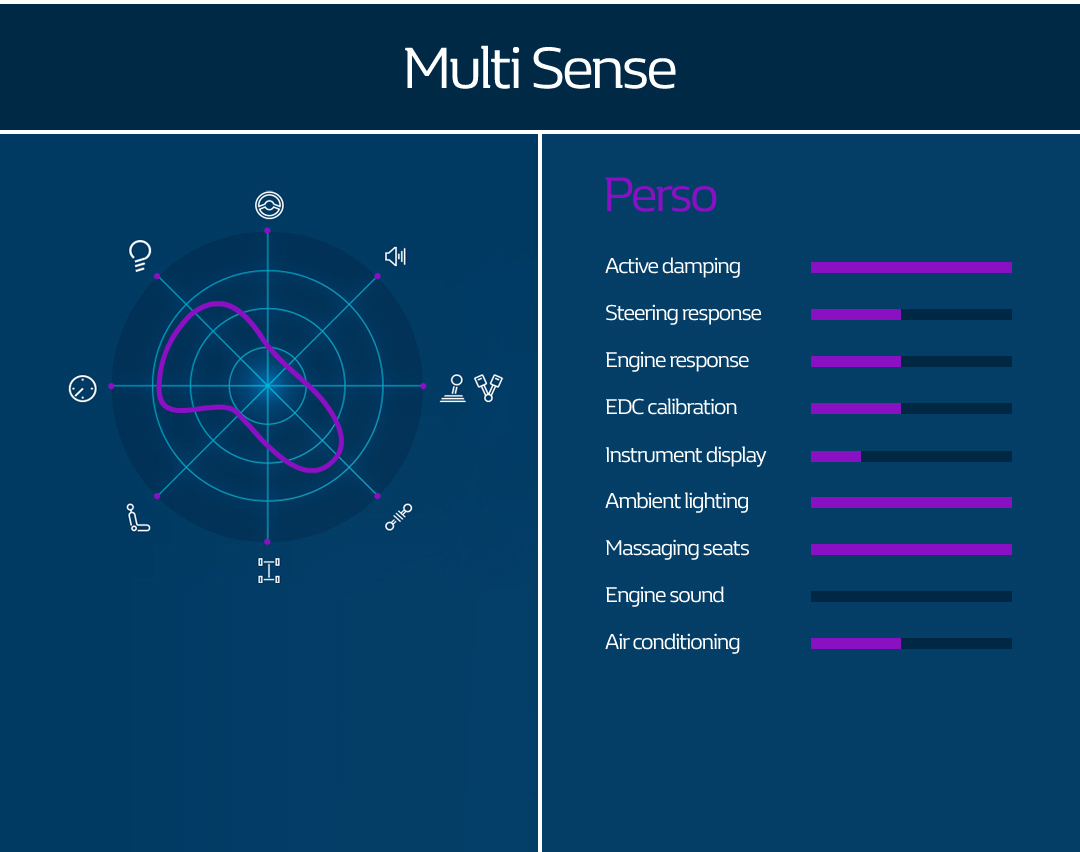 Multi Sense
Perso
Active damping
Steering response
Engine response
EDC calibration
Instrument display
Ambient lighting
Massaging seats
Engine sound
Air conditioning